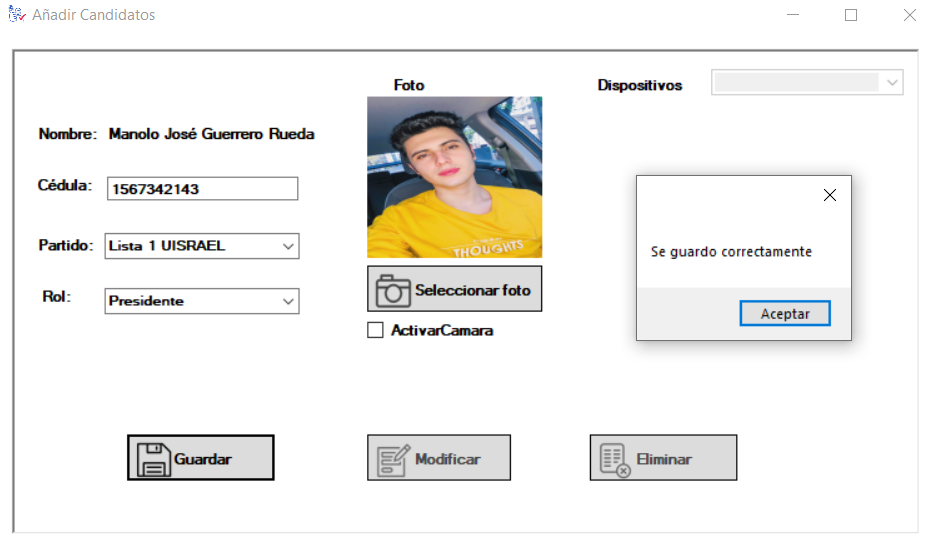 Añadir Candidatos
Foto
Dispositivos
Nombre: Manolo José Guerrero Rueda
Cédula: 1567342143
THOUGHTS
Se guardo correctamente
Partido: Lista 1 UISRAEL
Rol: Presidente
Seleccionar foto
Aceptar
ActivarCamara
Guardar
Modificar
Eliminar